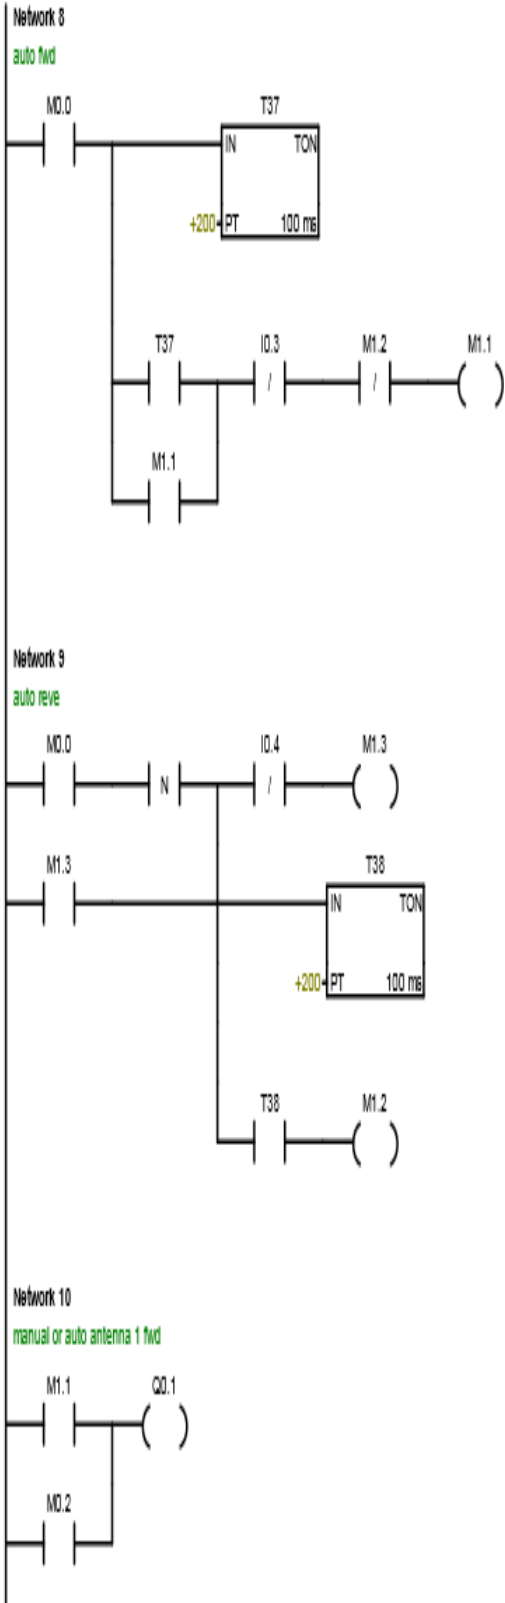 Network 8
auto fwd
M0.0 T37
IN TON
+200 PT 100 ms
T37 I0.3 M1.2 M1.1
/ /
M1.1
Network 9
auto reve
M0.0 I0.4 M1.3
N /
M1.3 T38
IN TON
+200 PT 100 ms
T38 M1.2
Network 10
manual or auto antenna 1 fwd
M1.1 Q0.1
M0.2